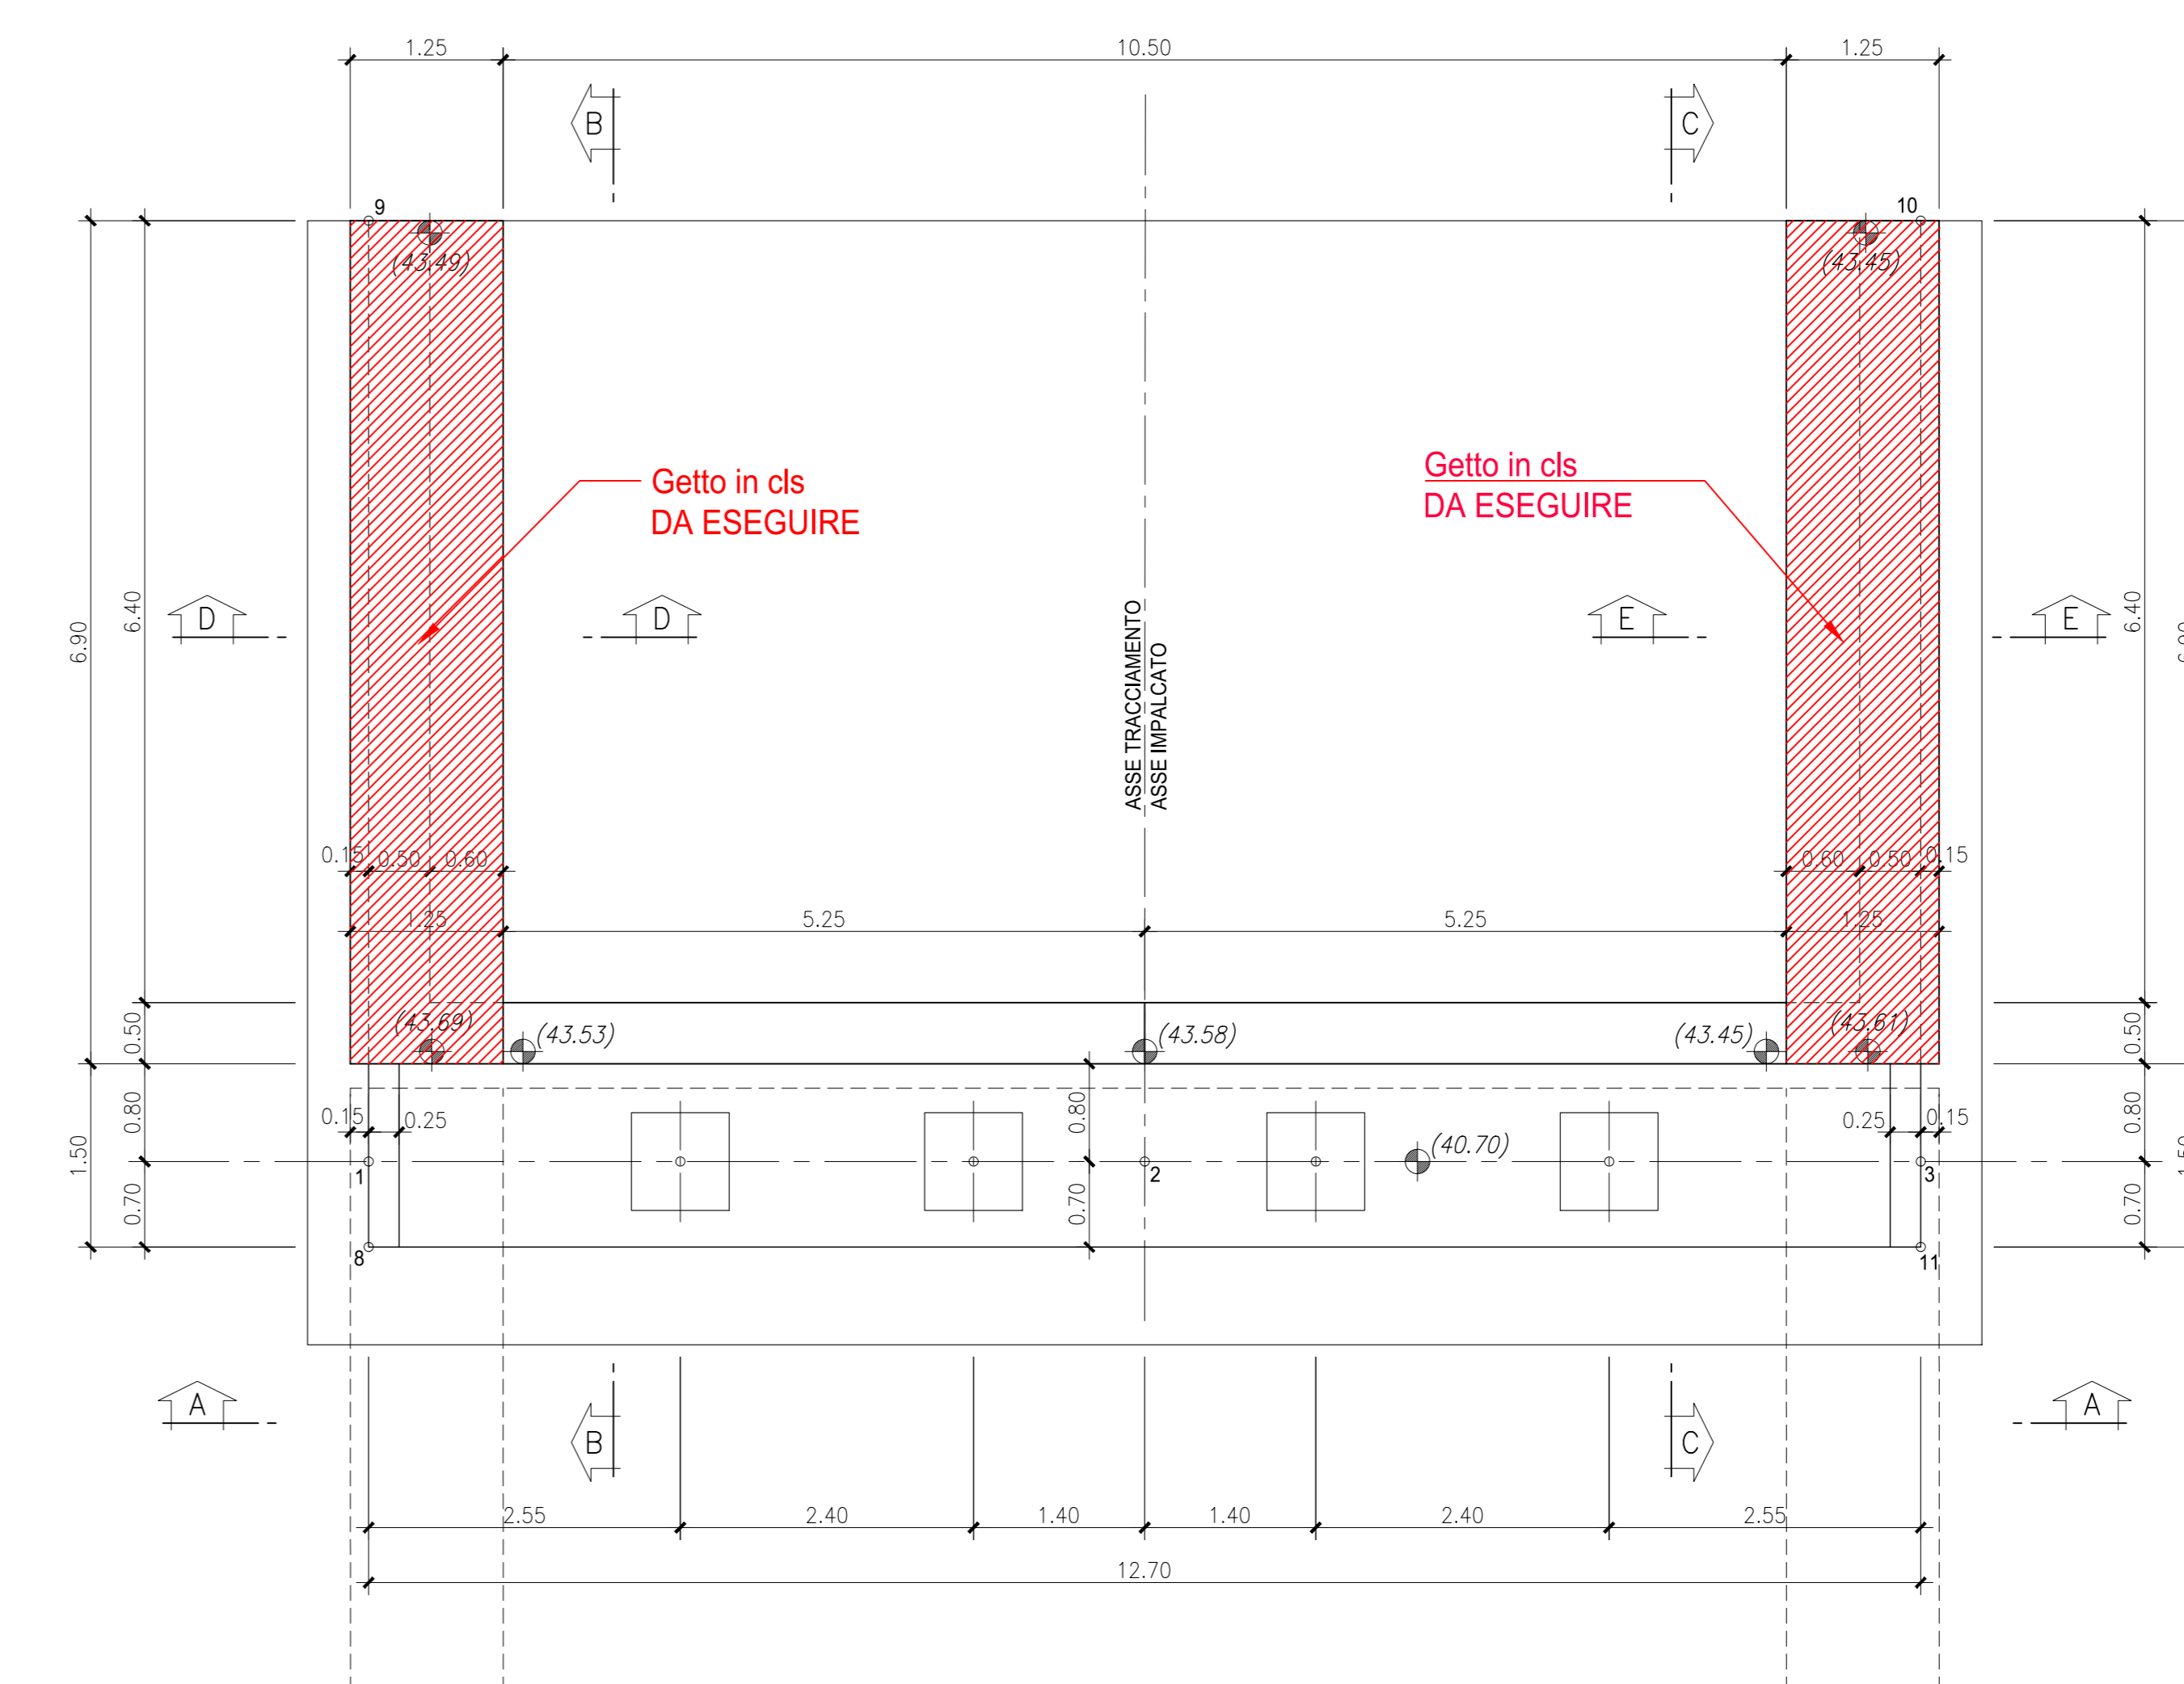 1.25 10.50 1.25
B C
9 10
(43.49) (43.45)
Getto in cls
DA ESEGUIRE
Getto in cls
DA ESEGUIRE
6.90 6.40 6.40 6.90
D D E E
ASSE TRACCIAMENTO
ASSE IMPALCATO
0.15 0.50 0.60 0.60 0.50 0.15
1.25 5.25 5.25 1.25
(43.69) (43.53) (43.58) (43.45) (43.61)
0.50 0.50
0.80 0.15 0.25 0.80 0.25 0.15 0.80
1.50 (40.70) 1.50
1 2 3
0.70 0.70 0.70
8 11
A A
B C
2.55 2.40 1.40 1.40 2.40 2.55
12.70